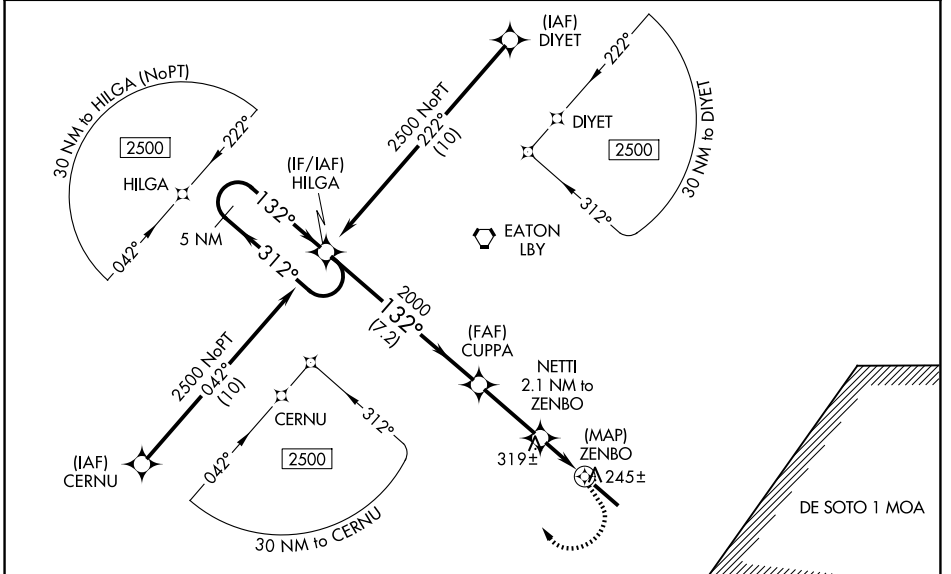 (IAF)
DIYET
30 NM to HILGA (NoPT)
2500
222°
HILGA
042°
(IF/IAF)
HILGA
2500 NoPT
222°
(10)
222°
DIYET
2500
312°
30 NM to DIYET
132°
5 NM
312°
EATON
LBY
2000
132°
(7.2)
(FAF)
CUPPA
NETTI
2.1 NM to
ZENBO
2500 NoPT
042°
(10)
(IAF)
CERNU
CERNU
042°
312°
2500
30 NM to CERNU
319±
(MAP)
ZENBO
245±
DE SOTO 1 MOA